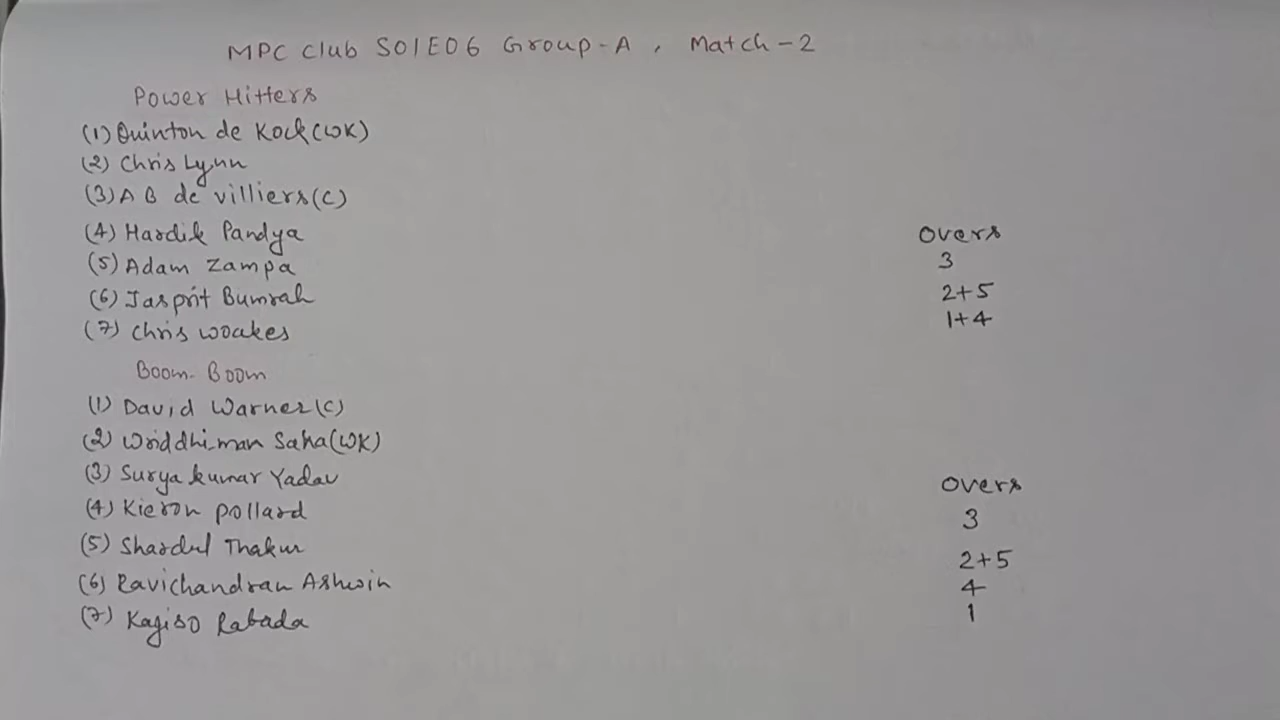 MPC Club S01E06 Group-A, Match-2
Power Hitters
(1) Quinton de Kock(WK)
(2) Chris Lynn
(3) A B de villiers(C)
(4) Hardik Pandya Overs
(5) Adam Zampa 3
(6) Jasprit Bumrah 2+5
(7) Chris woakes 1+4
Boom-Boom
(1) David Warner(C)
(2) Wriddhiman Saha(WK)
(3) Surya kumar Yadav Overs
(4) Kieron pollard 3
(5) Shardul Thakur 2+5
(6) Ravichandran Ashwin 4
(7) Kagiso Rabada 1